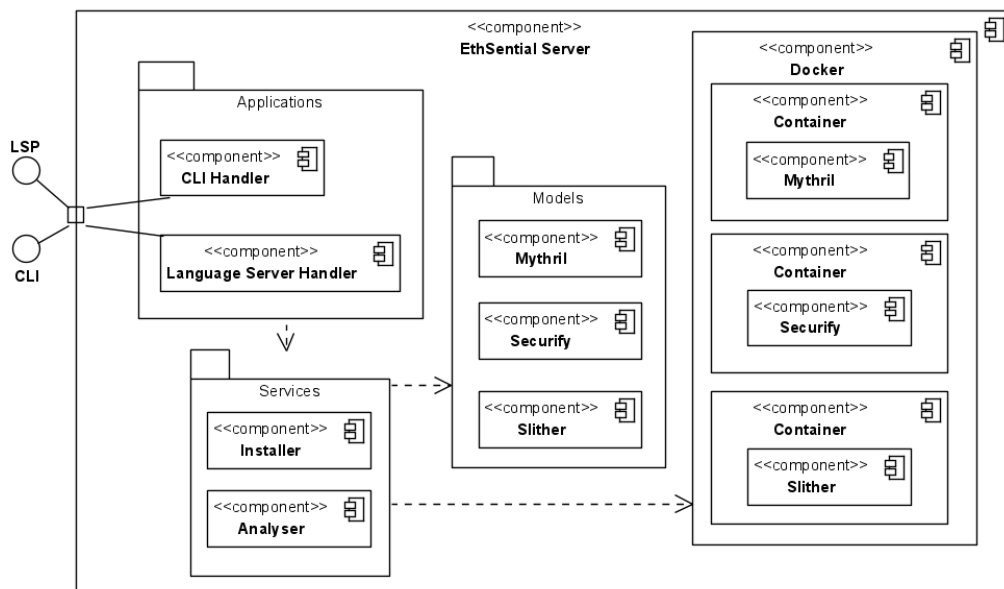 <<component>>
EthSential Server
<<component>>
Docker
Applications
<<component>>
Container
<<component>>
CLI Handler
<<component>>
Mythril
LSP
CLI
Models
<<component>>
Language Server Handler
<<component>>
Mythril
<<component>>
Container
<<component>>
Securify
<<component>>
Securify
Services
<<component>>
Installer
<<component>>
Slither
<<component>>
Container
<<component>>
Slither
<<component>>
Analyser